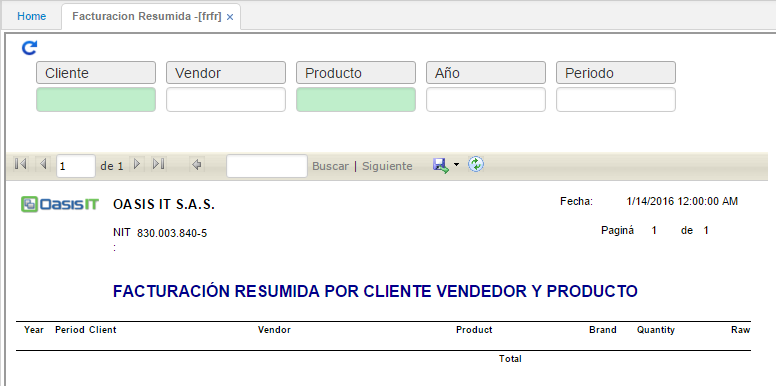 Home Facturacion Resumida -[frfr] ×
Cliente Vendor Producto Año Periodo
1 de 1 Buscar | Siguiente
OasisIT OASIS IT S.A.S. Fecha: 1/14/2016 12:00:00 AM
NIT 830.003.840-5 Paginá 1 de 1
:
FACTURACIÓN RESUMIDA POR CLIENTE VENDEDOR Y PRODUCTO
Year Period Client Vendor Product Brand Quantity Raw
Total